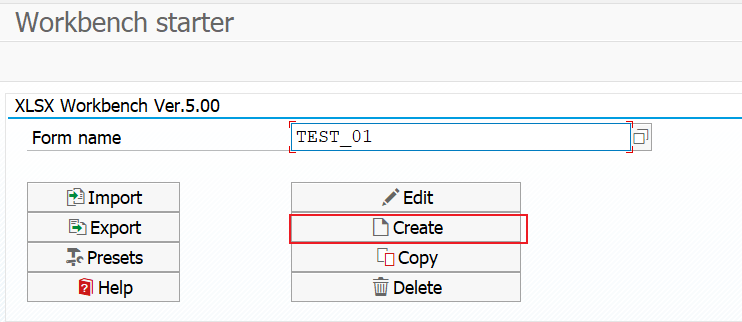 Workbench starter
XLSX Workbench Ver.5.00
Form name TEST_01
Import Edit
Export Create
Presets Copy
Help Delete